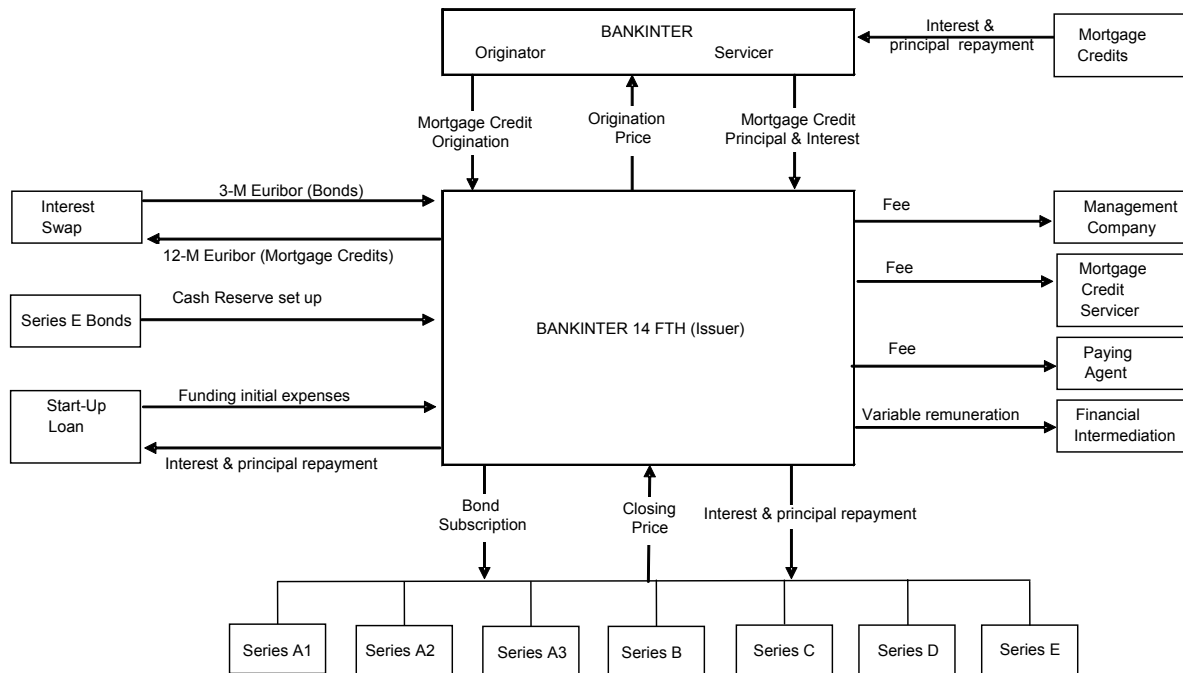 BANKINTER
Originator
Servicer
Interest &
principal repayment
Mortgage
Credits
Mortgage Credit
Origination
Origination
Price
Mortgage Credit
Principal & Interest
Interest
Swap
3-M Euribor (Bonds)
12-M Euribor (Mortgage Credits)
Series E Bonds
Cash Reserve set up
Start-Up
Loan
Funding initial expenses
Interest & principal repayment
BANKINTER 14 FTH (Issuer)
Fee
Management
Company
Fee
Mortgage
Credit
Servicer
Fee
Paying
Agent
Variable remuneration
Financial
Intermediation
Bond
Subscription
Closing
Price
Interest & principal repayment
Series A1
Series A2
Series A3
Series B
Series C
Series D
Series E